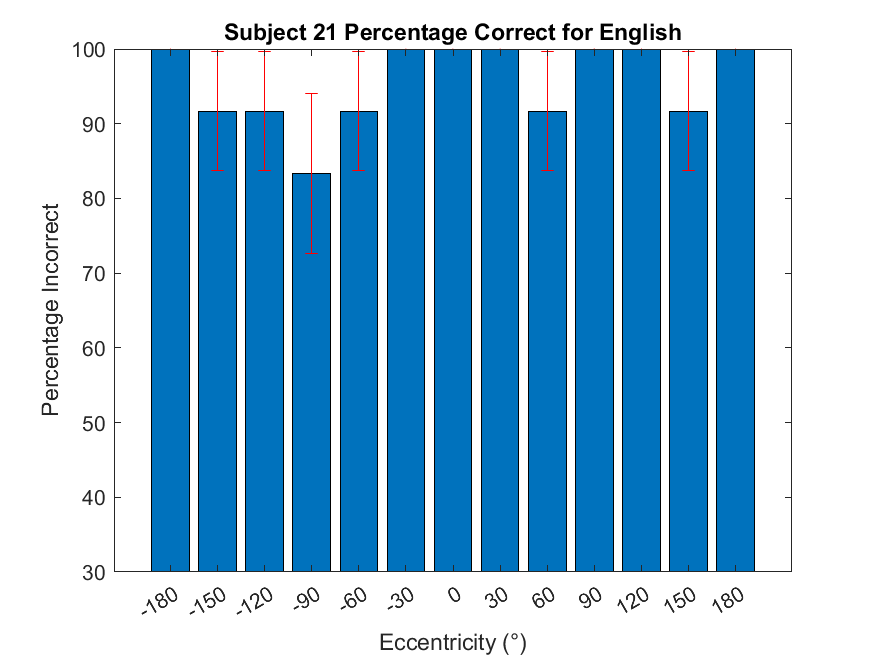 Subject 21 Percentage Correct for English
Percentage Incorrect
100
90
80
70
60
50
40
30
-180 -150 -120 -90 -60 -30 0 30 60 90 120 150 180
Eccentricity (°)